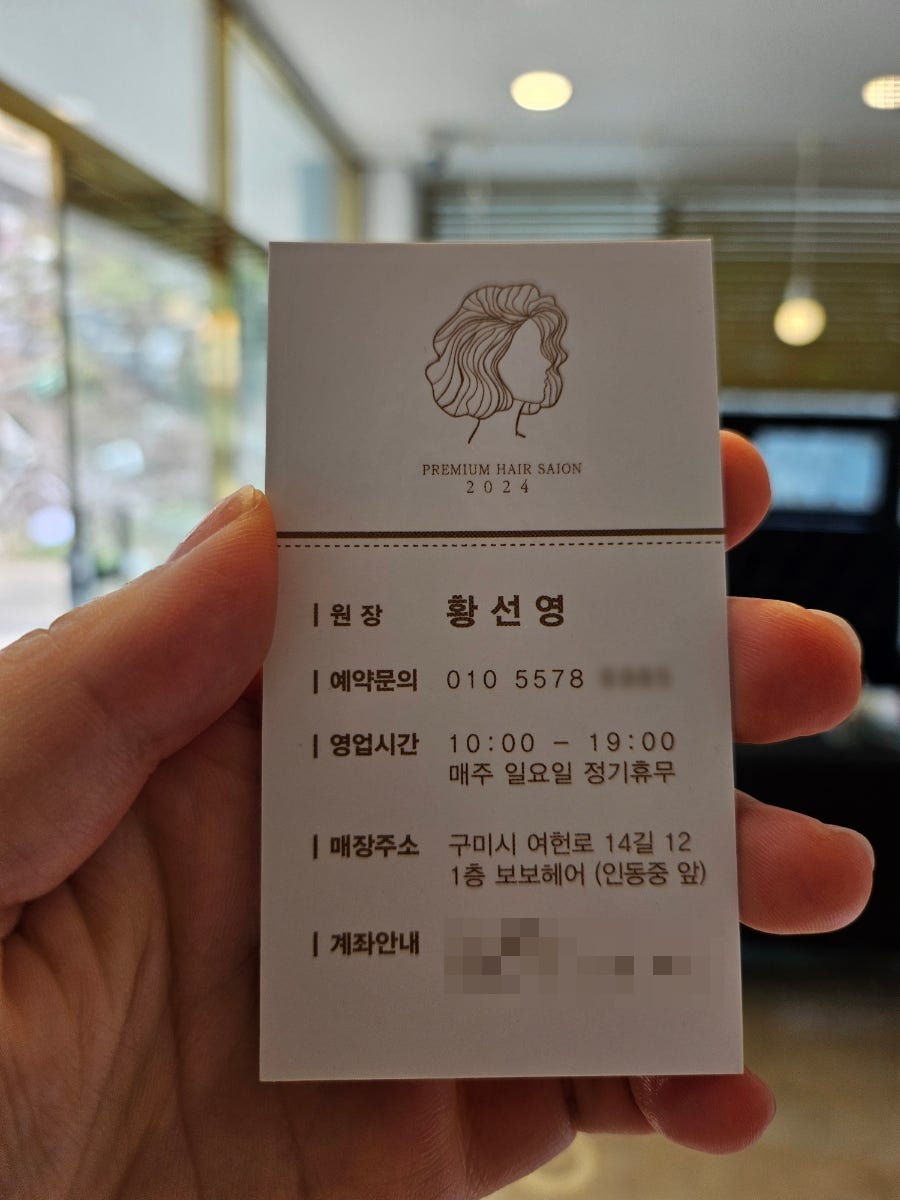 PREMIUM HAIR SAION
2024
| 원장 황선영
| 예약문의 010 5578
| 영업시간 10:00 - 19:00
매주 일요일 정기휴무
| 매장주소 구미시 여헌로 14길 12
1층 보보헤어 (인동중 앞)
| 계좌안내